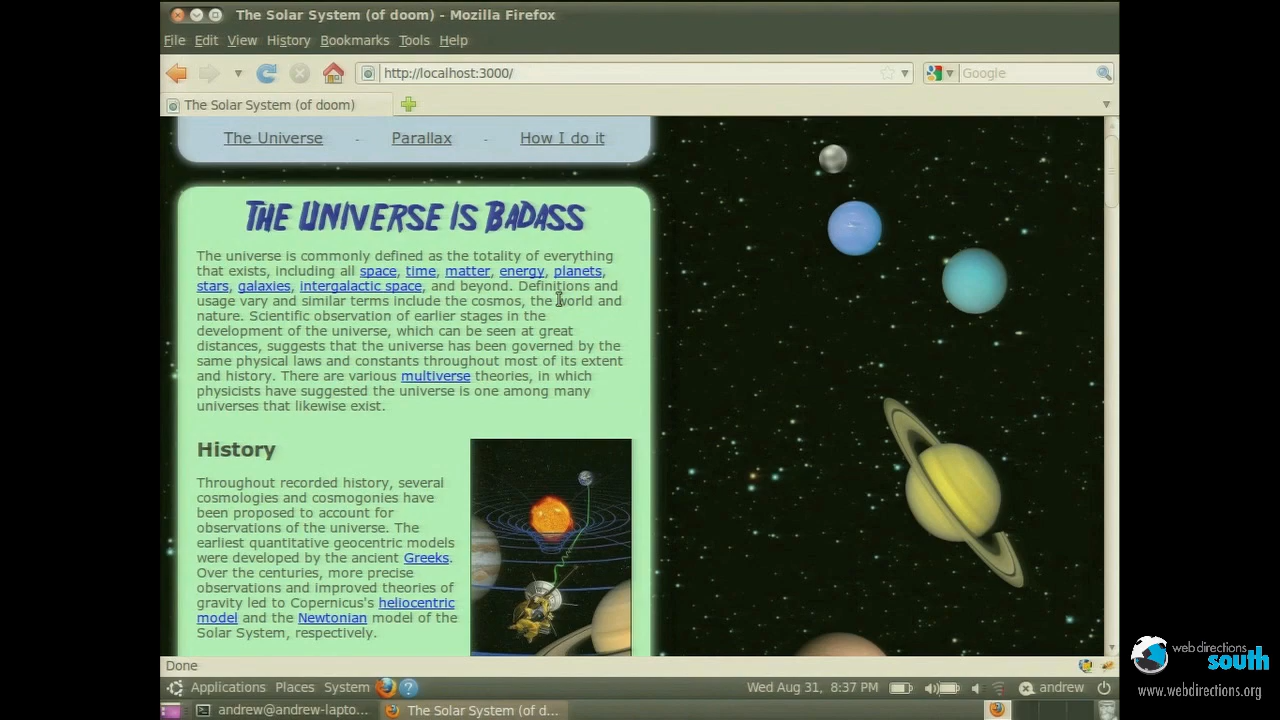 The Solar System (of doom) - Mozilla Firefox
File Edit View History Bookmarks Tools Help
http://localhost:3000/
Google
The Solar System (of doom)
The Universe - Parallax - How I do it
THE UNIVERSE IS BADASS
The universe is commonly defined as the totality of everything
that exists, including all space, time, matter, energy, planets,
stars, galaxies, intergalactic space, and beyond. Definitions and
usage vary and similar terms include the cosmos, the world and
nature. Scientific observation of earlier stages in the
development of the universe, which can be seen at great
distances, suggests that the universe has been governed by the
same physical laws and constants throughout most of its extent
and history. There are various multiverse theories, in which
physicists have suggested the universe is one among many
universes that likewise exist.
History
Throughout recorded history, several
cosmologies and cosmogonies have
been proposed to account for
observations of the universe. The
earliest quantitative geocentric models
were developed by the ancient Greeks.
Over the centuries, more precise
observations and improved theories of
gravity led to Copernicus's heliocentric
model and the Newtonian model of the
Solar System, respectively.
Done
Applications Places System
Wed Aug 31, 8:37 PM
andrew
andrew@andrew-lapto...
The Solar System (of d...
web directions
south
www.webdirections.org